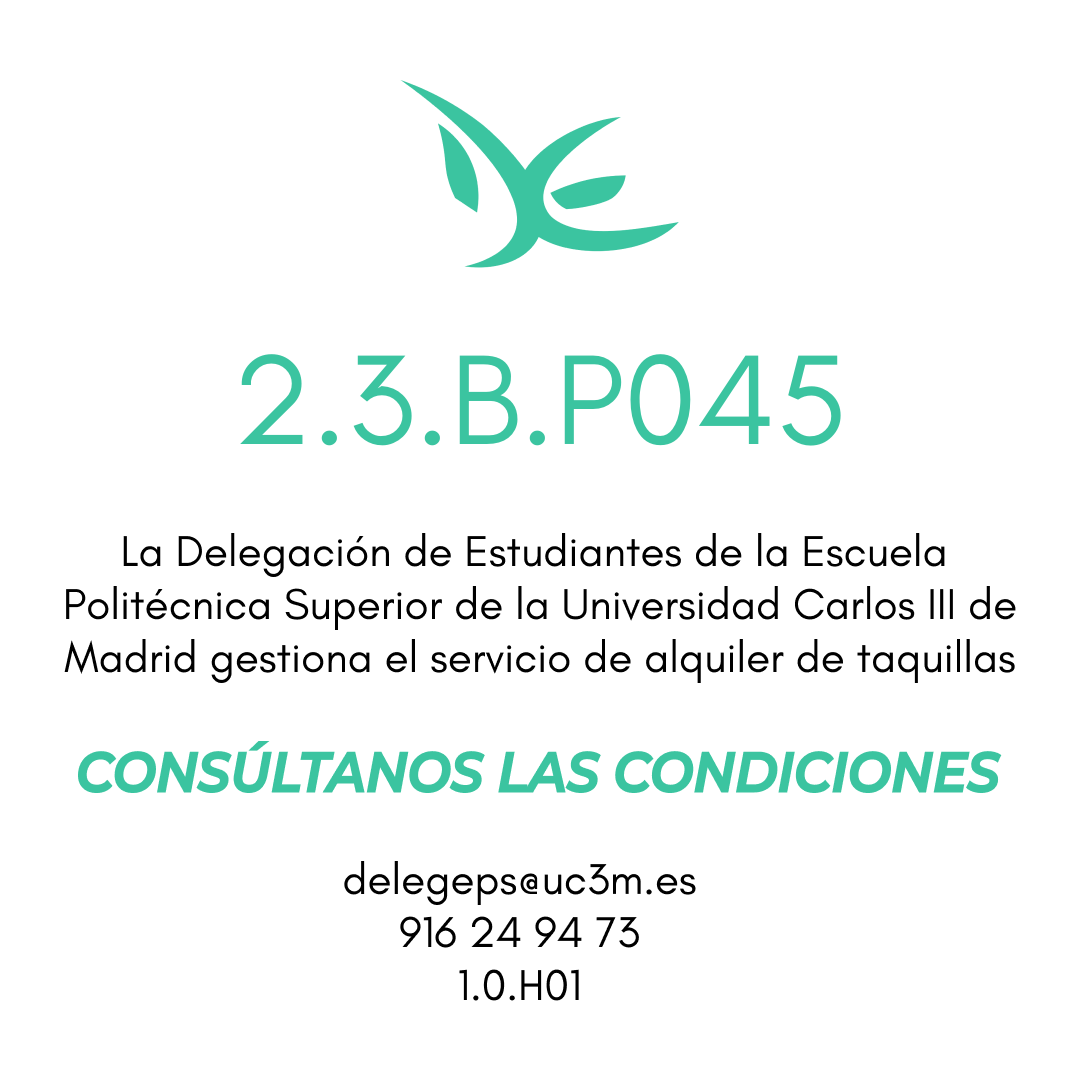 2.3.B.P045
La Delegación de Estudiantes de la Escuela
Politécnica Superior de la Universidad Carlos III de
Madrid gestiona el servicio de alquiler de taquillas
CONSÚLTANOS LAS CONDICIONES
delegeps@uc3m.es
916 24 94 73
1.0.H01